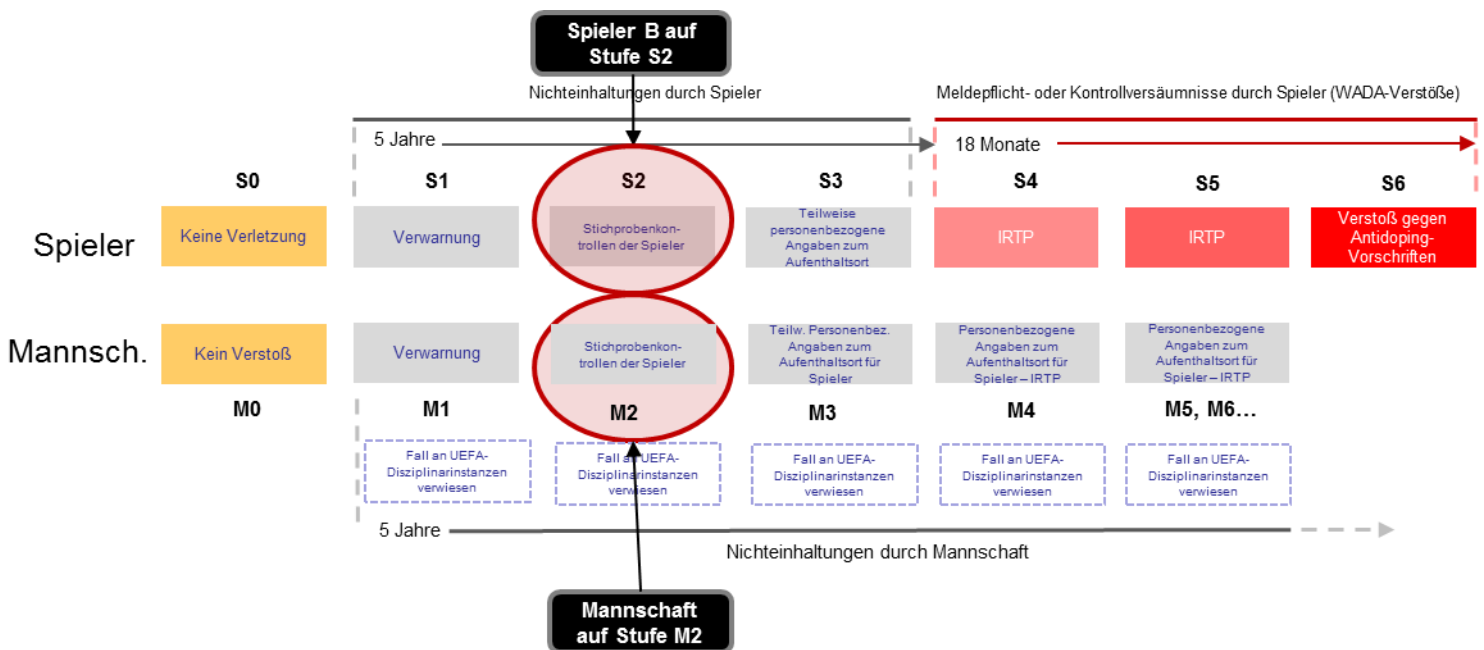 Spieler B auf
Stufe S2
Nichteinhaltungen durch Spieler
Meldepflicht- oder Kontrollversäumnisse durch Spieler (WADA-Verstöße)
5 Jahre
18 Monate
S0
S1
S2
S3
S4
S5
S6
Spieler
Keine Verletzung
Verwarnung
Stichprobenkon-
trollen der Spieler
Teilweise
personenbezogene
Angaben zum
Aufenthaltsort
IRTP
IRTP
Verstoß gegen
Antidoping-
Vorschriften
Mannsch.
Kein Verstoß
Verwarnung
Stichprobenkon-
trollen der Spieler
Teilw. Personenbez.
Angaben zum
Aufenthaltsort für
Spieler
Personenbezogene
Angaben zum
Aufenthaltsort für
Spieler – IRTP
Personenbezogene
Angaben zum
Aufenthaltsort für
Spieler – IRTP
M0
M1
M2
M3
M4
M5, M6...
Fall an UEFA-
Disziplinarinstanzen
verwiesen
Fall an UEFA-
Disziplinarinstanzen
verwiesen
Fall an UEFA-
Disziplinarinstanzen
verwiesen
Fall an UEFA-
Disziplinarinstanzen
verwiesen
Fall an UEFA-
Disziplinarinstanzen
verwiesen
5 Jahre
Nichteinhaltungen durch Mannschaft
Mannschaft
auf Stufe M2